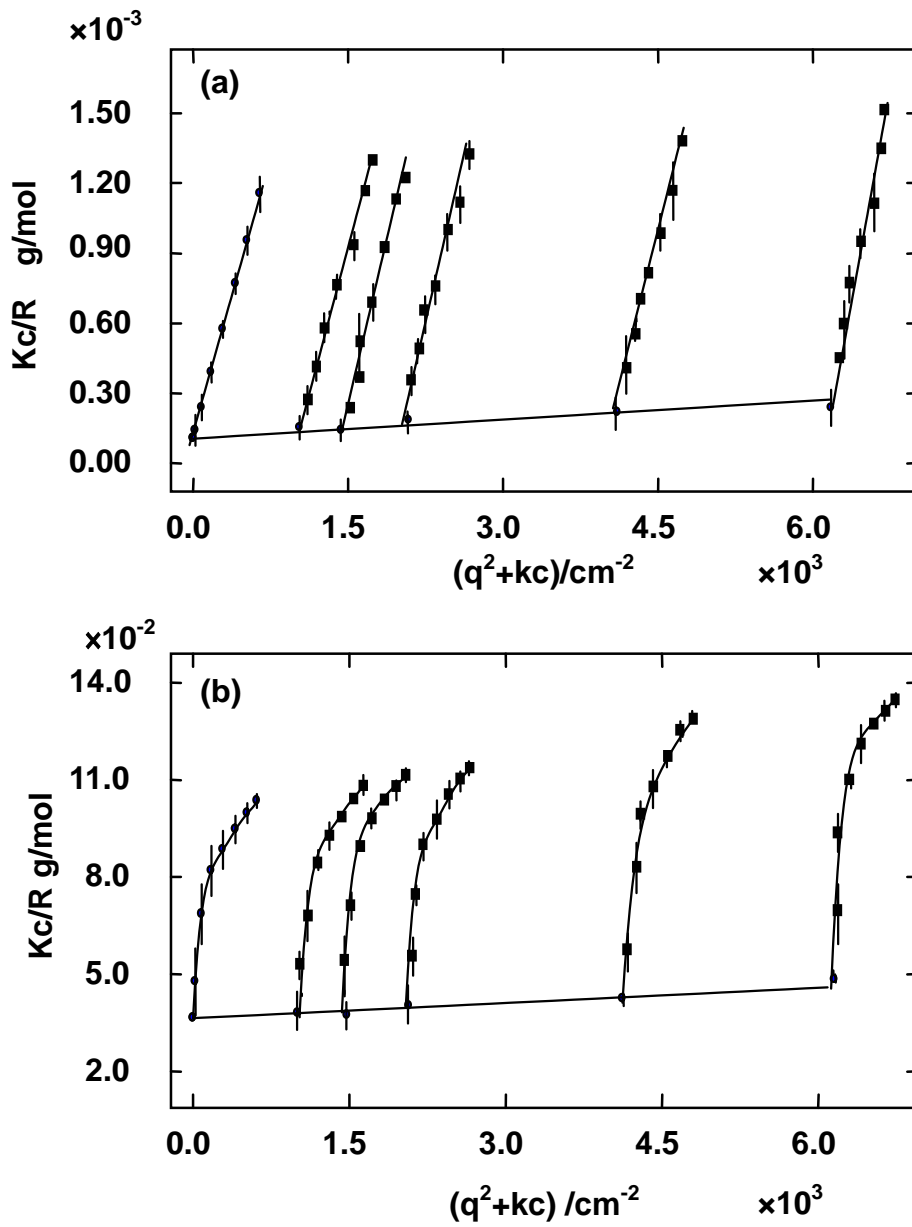 ×10-3
(a)
1.50
1.20
0.90
0.60
0.30
0.00
Kc/R g/mol
0.0 1.5 3.0 4.5 6.0
(q2+kc)/cm-2 ×103
×10-2
(b)
14.0
11.0
8.0
5.0
2.0
Kc/R g/mol
0.0 1.5 3.0 4.5 6.0
(q2+kc) /cm-2 ×103